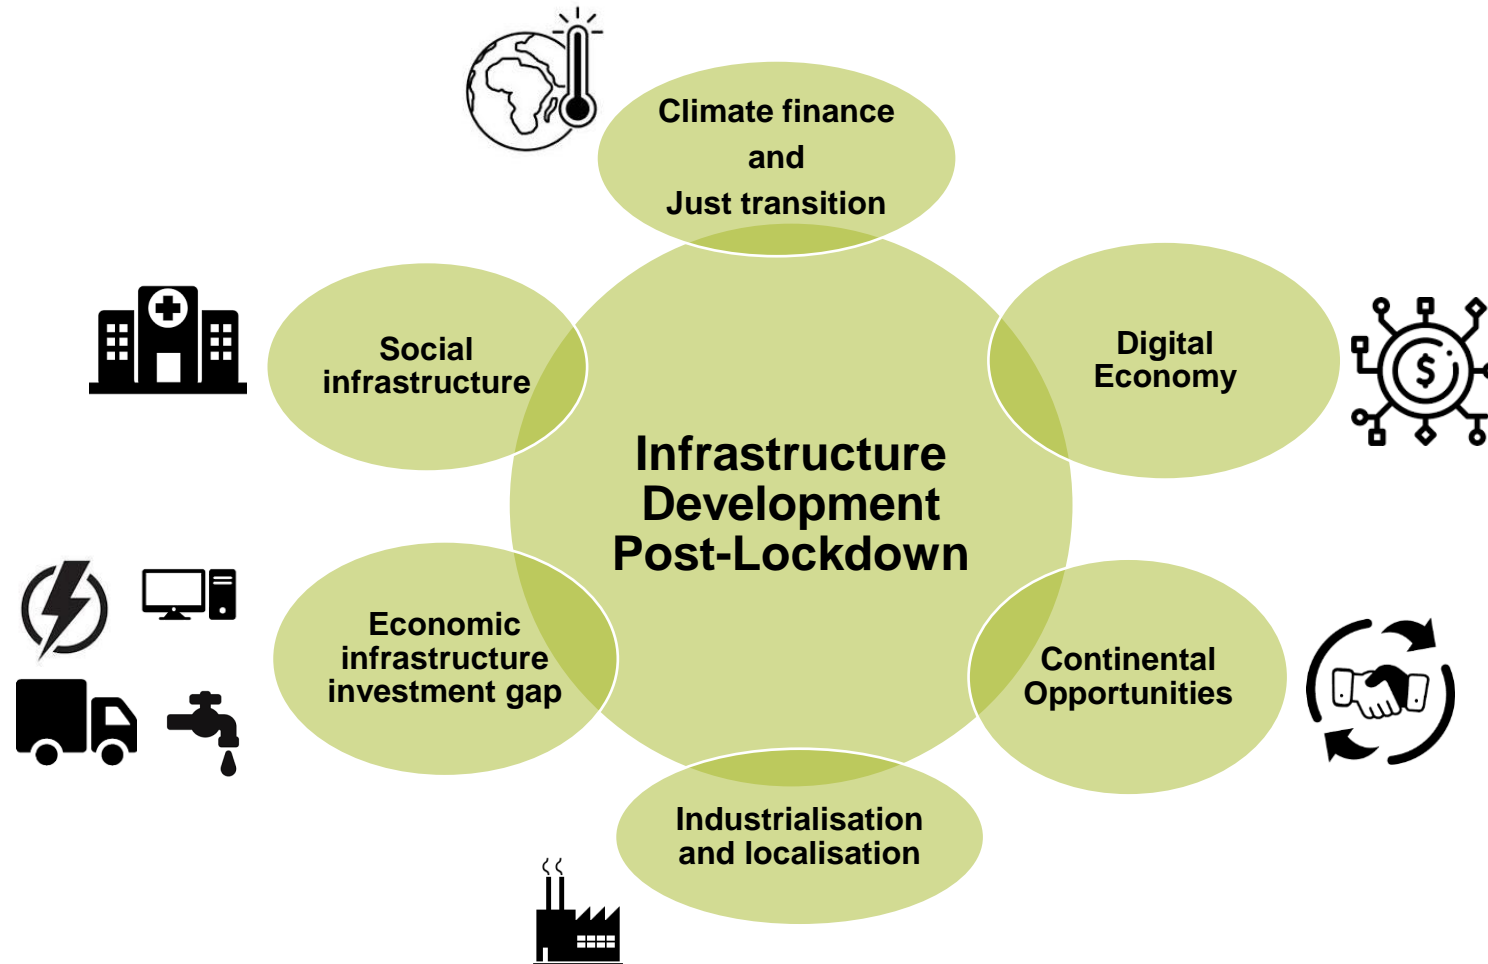 Climate finance
and
Just transition
Social
infrastructure
Digital
Economy
$
Infrastructure
Development
Post-Lockdown
Economic
infrastructure
investment gap
Continental
Opportunities
Industrialisation
and localisation